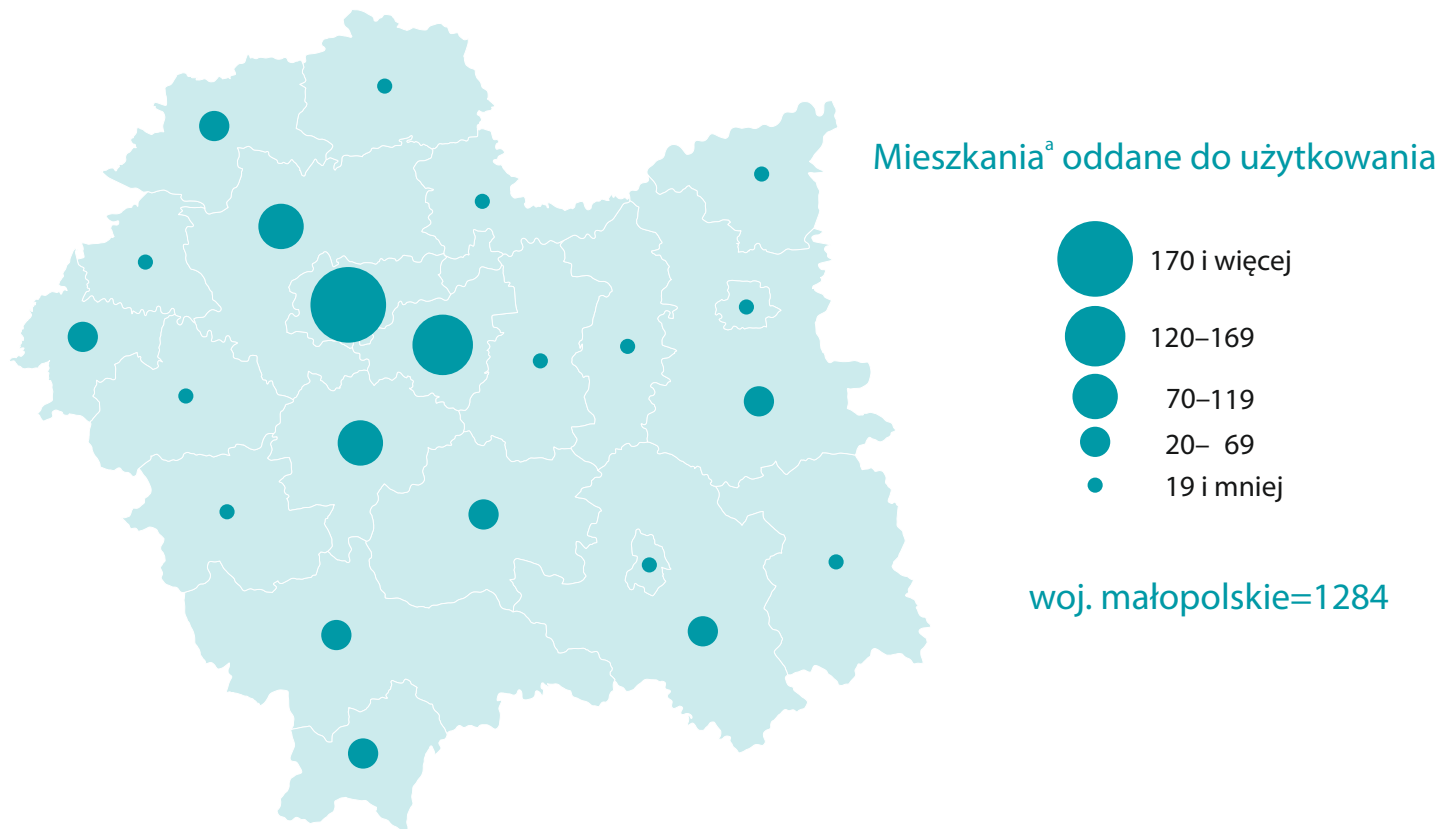 Mieszkaniaᵃ oddane do użytkowania
170 i więcej
120–169
70–119
20– 69
19 i mniej
woj. małopolskie=1284